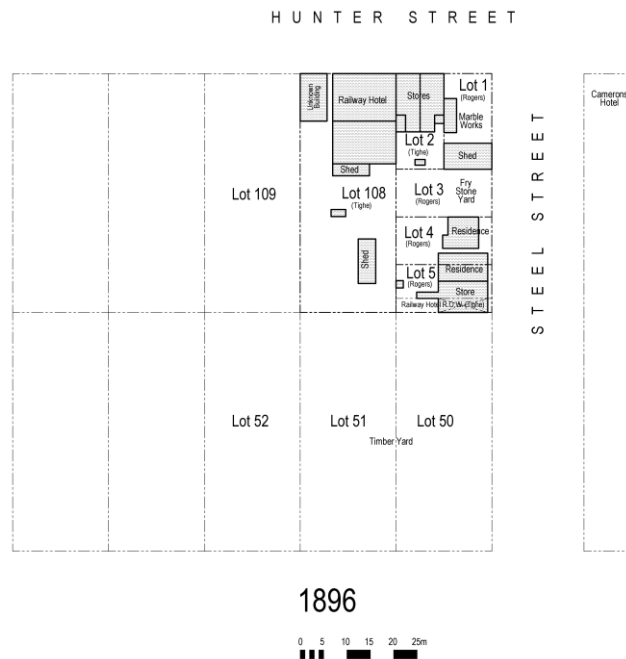 HUNTER STREET
Unknown Building
Railway Hotel
Stores
Lot 1
(Rogers)
Marble Works
Camerons Hotel
Lot 2
(Tighe)
Shed
Shed
Lot 109
Lot 108
(Tighe)
Lot 3
(Rogers)
Fry Stone Yard
STEEL STREET
Lot 4
(Rogers)
Residence
Shed
Residence
Lot 5
(Rogers)
Store
Railway Hotel R.O.W. (Tighe)
Lot 52
Lot 51
Lot 50
Timber Yard
1896
0 5 10 15 20 25m